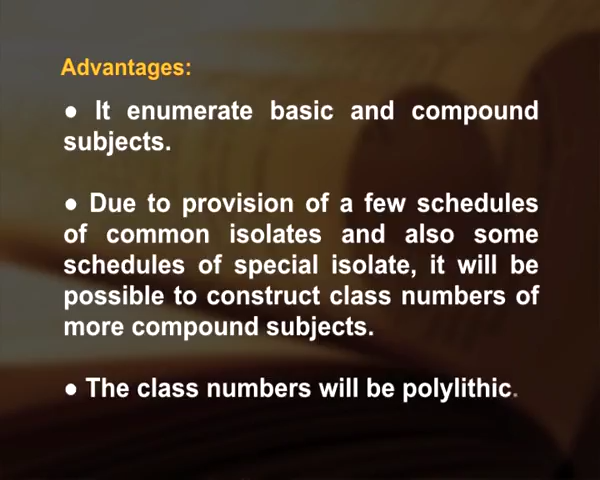 Advantages:
● It enumerate basic and compound
subjects.
● Due to provision of a few schedules
of common isolates and also some
schedules of special isolate, it will be
possible to construct class numbers of
more compound subjects.
● The class numbers will be polylithic.